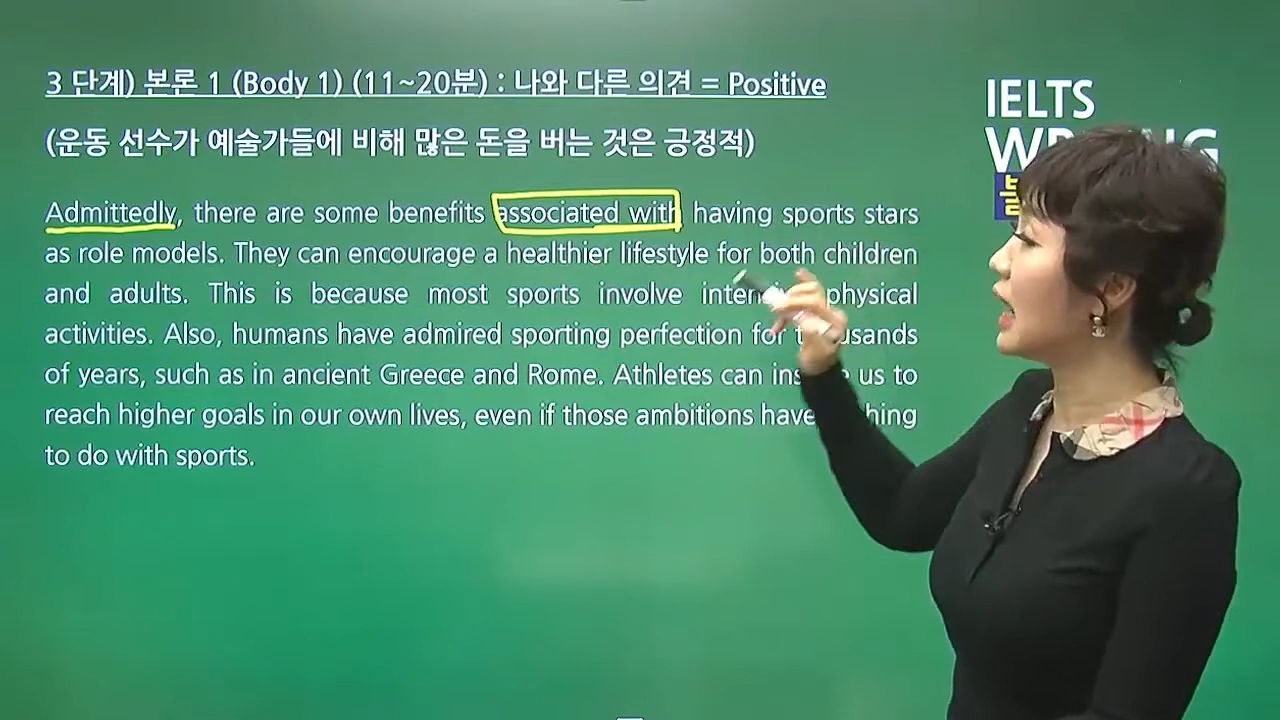 3 단계) 본론 1 (Body 1) (11~20분) : 나와 다른 의견 = Positive
(운동 선수가 예술가들에 비해 많은 돈을 버는 것은 긍정적)
Admittedly, there are some benefits associated with having sports stars
as role models. They can encourage a healthier lifestyle for both children
and adults. This is because most sports involve physical
activities. Also, humans have admired sporting perfection for
of years, such as in ancient Greece and Rome. Athletes can us to
reach higher goals in our own lives, even if those ambitions have
to do with sports.
IELTS